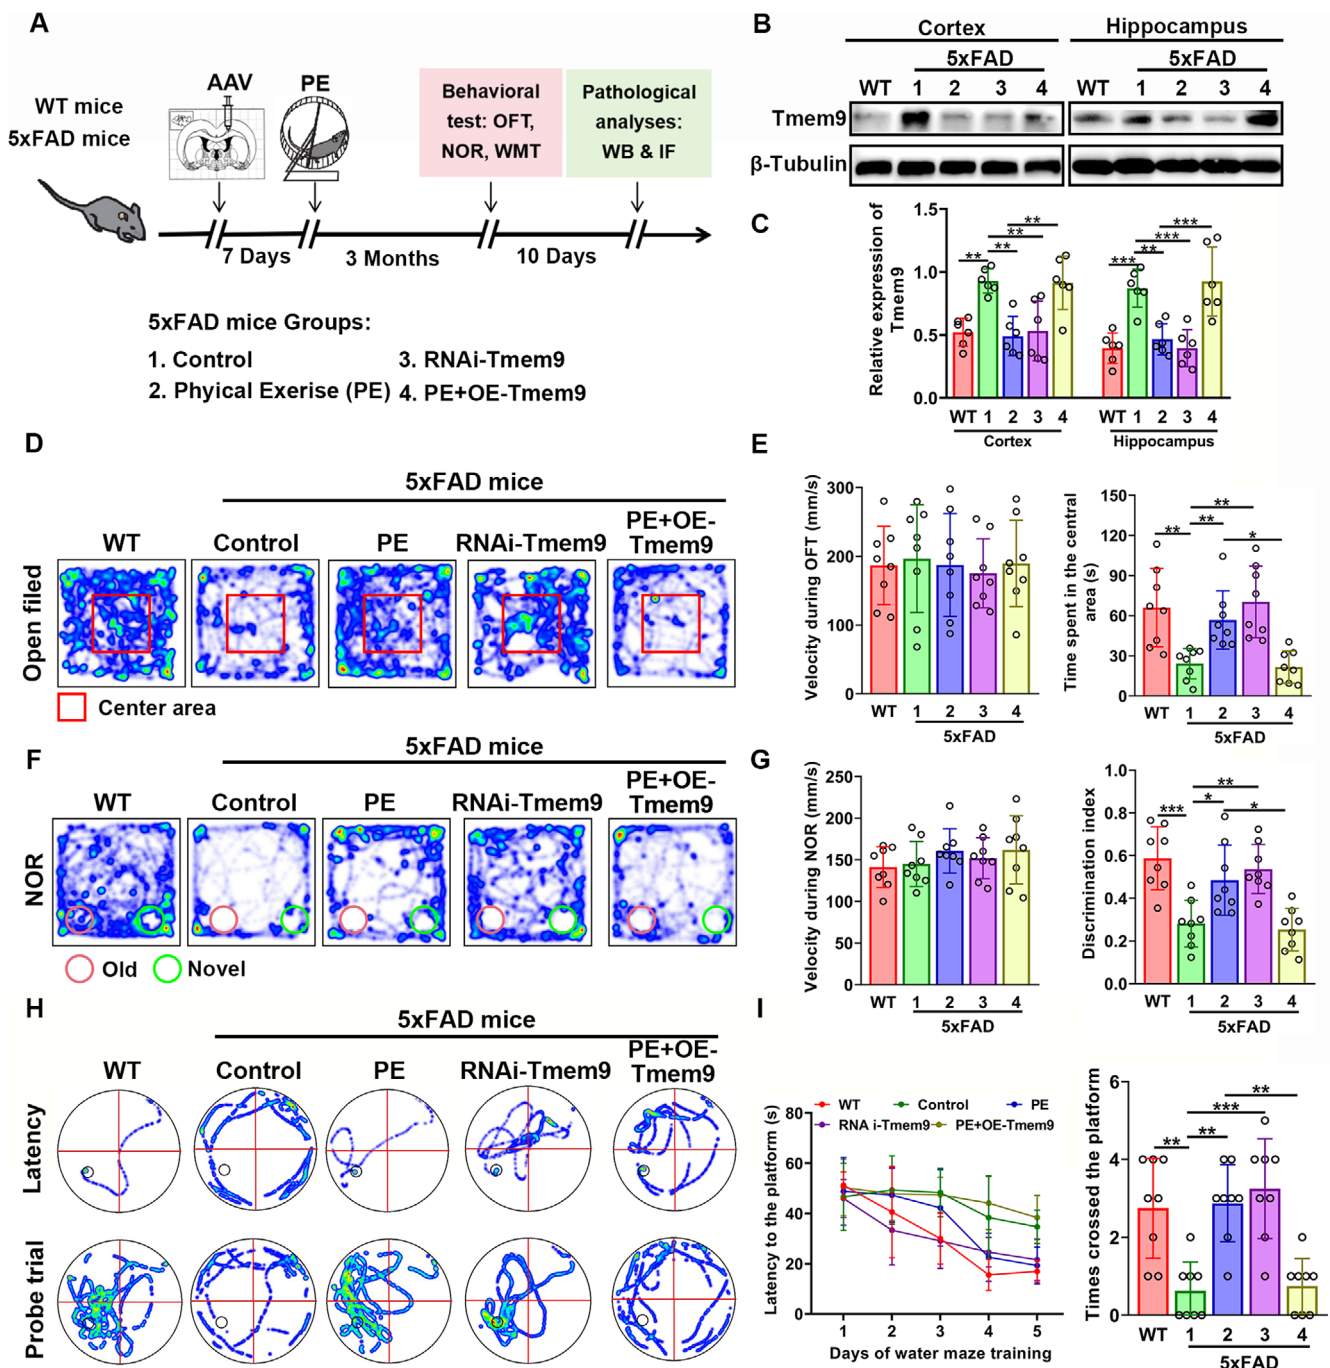 A
AAV
PE
WT mice
5xFAD mice
Behavioral
test: OFT,
NOR, WMT
Pathological
analyses:
WB & IF
7 Days
3 Months
10 Days
5xFAD mice Groups:
1. Control
3. RNAi-Tmem9
2. Phyical Exerise (PE)
4. PE+OE-Tmem9
B
Cortex
Hippocampus
5xFAD
5xFAD
WT 1 2 3 4
WT 1 2 3 4
Tmem9
β-Tubulin
C
Relative expression of
Tmem9
1.5
1.0
0.5
0.0
** ** ** **
*** ** *** ***
WT 1 2 3 4
WT 1 2 3 4
Cortex
Hippocampus
D
5xFAD mice
WT
Control
PE
RNAi-Tmem9
PE+OE-
Tmem9
Open filed
Center area
E
Velocity during OFT (mm/s)
300
200
100
0
WT 1 2 3 4
5xFAD
Time spent in the central
area (s)
150
120
90
60
30
0
** ** ** *
WT 1 2 3 4
5xFAD
F
5xFAD mice
WT
Control
PE
RNAi-Tmem9
PE+OE-
Tmem9
NOR
Old
Novel
G
Velocity during NOR (mm/s)
250
200
150
100
50
0
WT 1 2 3 4
5xFAD
Discrimination index
1.0
0.8
0.6
0.4
0.2
0.0
*** * ** *
WT 1 2 3 4
5xFAD
H
5xFAD mice
WT
Control
PE
RNAi-Tmem9
PE+OE-
Tmem9
Latency
Probe trial
I
Latency to the platform (s)
80
60
40
20
0
WT
Control
PE
RNA i-Tmem9
PE+OE-Tmem9
1 2 3 4 5
Days of water maze training
Times crossed the platform
6
4
2
0
** ** *** **
WT 1 2 3 4
5xFAD